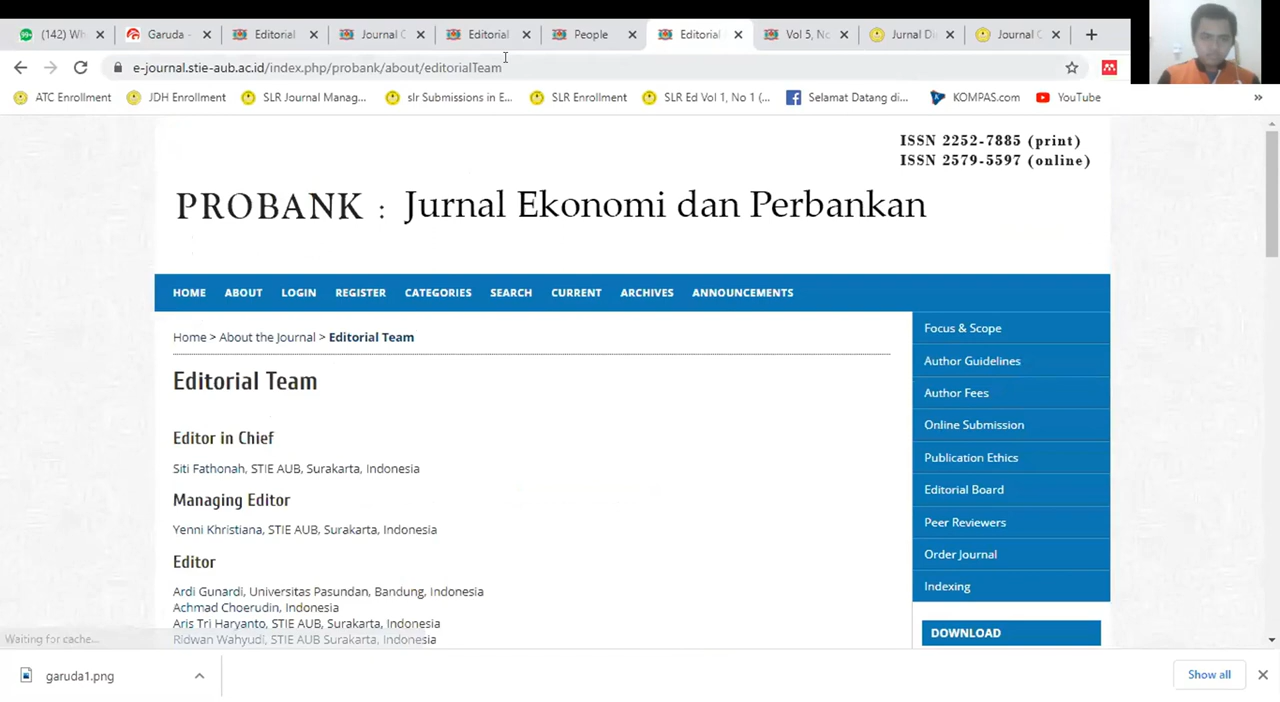 (142) Wh
Garuda -
Editorial
Journal C
Editorial
People
Editorial
Vol 5, No
Jurnal Di
Journal C
e-journal.stie-aub.ac.id/index.php/probank/about/editorialTeam
ATC Enrollment
JDH Enrollment
SLR Journal Manag...
slr Submissions in E...
SLR Enrollment
SLR Ed Vol 1, No 1 (...
Selamat Datang di...
KOMPAS.com
YouTube
»
ISSN 2252-7885 (print)
ISSN 2579-5597 (online)
PROBANK : Jurnal Ekonomi dan Perbankan
HOME ABOUT LOGIN REGISTER CATEGORIES SEARCH CURRENT ARCHIVES ANNOUNCEMENTS
Home > About the Journal > Editorial Team
Editorial Team
Editor in Chief
Siti Fathonah, STIE AUB, Surakarta, Indonesia
Managing Editor
Yenni Khristiana, STIE AUB, Surakarta, Indonesia
Editor
Ardi Gunardi, Universitas Pasundan, Bandung, Indonesia
Achmad Choerudin, Indonesia
Aris Tri Haryanto, STIE AUB, Surakarta, Indonesia
Ridwan Wahyudi, STIE AUB Surakarta, Indonesia
Focus & Scope
Author Guidelines
Author Fees
Online Submission
Publication Ethics
Editorial Board
Peer Reviewers
Order Journal
Indexing
DOWNLOAD
Waiting for cache...
garuda1.png
Show all